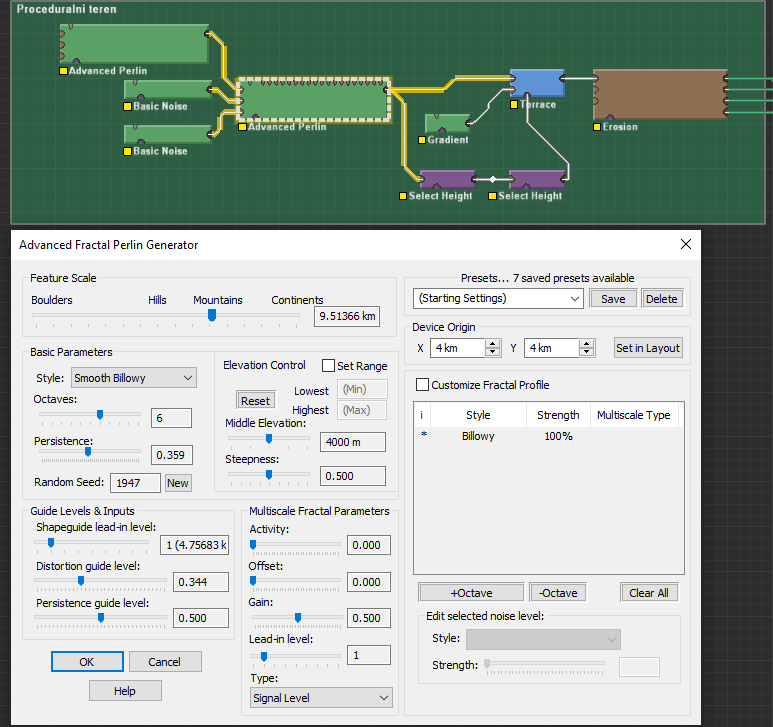 Proceduralni teren
Advanced Perlin
Basic Noise
Advanced Perlin
Basic Noise
Terrace
Erosion
Gradient
Select Height
Select Height
Advanced Fractal Perlin Generator
Feature Scale
Boulders Hills Mountains Continents
9.51366 km
Presets... 7 saved presets available
(Starting Settings) Save Delete
Device Origin
X 4 km Y 4 km Set in Layout
Basic Parameters
Style: Smooth Billowy
Octaves:
6
Persistence:
0.359
Random Seed: 1947 New
Elevation Control Set Range
Reset Lowest (Min)
Highest (Max)
Middle Elevation:
4000 m
Steepness:
0.500
Customize Fractal Profile
i Style Strength Multiscale Type
* Billowy 100%
Guide Levels & Inputs
Shapeguide lead-in level:
1 (4.75683 k
Distortion guide level:
0.344
Persistence guide level:
0.500
Multiscale Fractal Parameters
Activity:
0.000
Offset:
0.000
Gain:
0.500
Lead-in level:
1
Type:
Signal Level
+Octave -Octave Clear All
Edit selected noise level:
Style:
Strength:
OK Cancel
Help